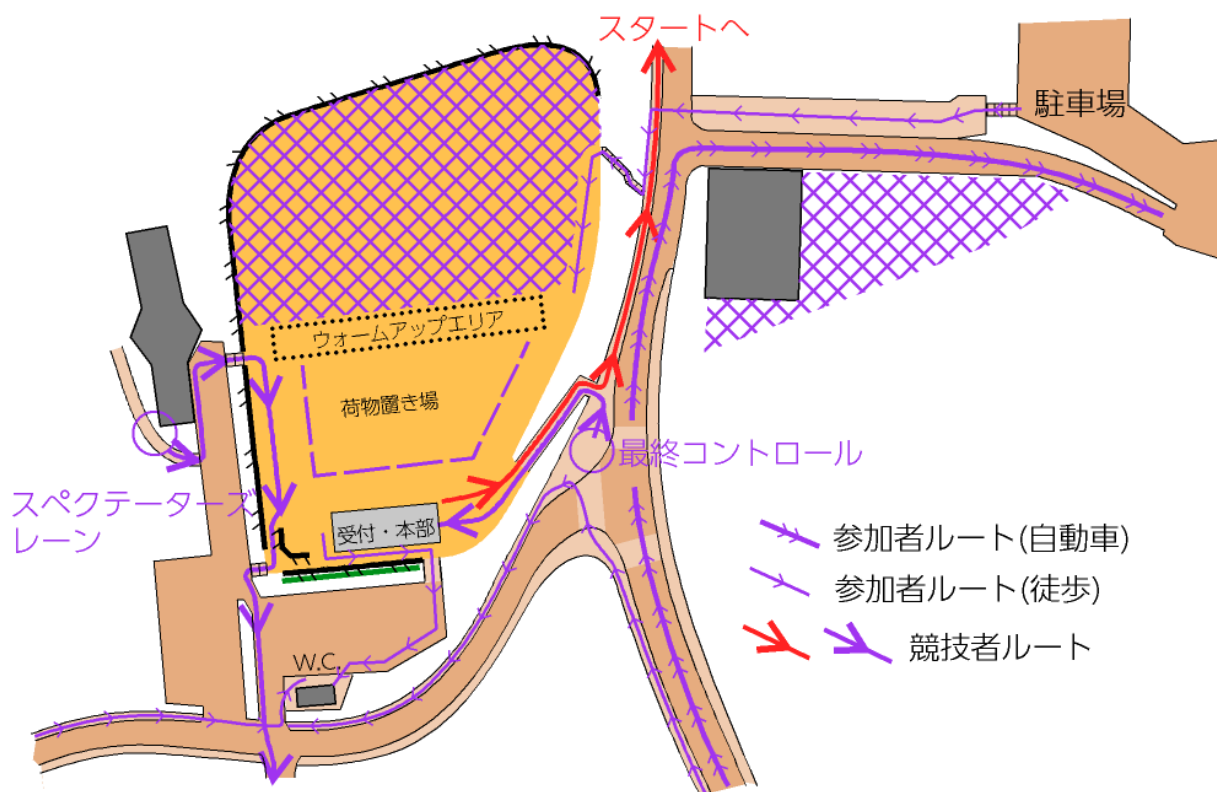 スタートへ
駐車場
ウォームアップエリア
荷物置き場
最終コントロール
スペクテーターズ
レーン
受付・本部
参加者ルート(自動車)
参加者ルート(徒歩)
競技者ルート
W.C.